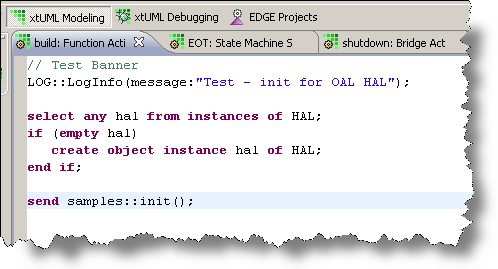 xtUML Modeling xtUML Debugging EDGE Projects
build: Function Acti EOT: State Machine S shutdown: Bridge Act
// Test Banner
LOG::LogInfo(message:"Test - init for OAL HAL");
select any hal from instances of HAL;
if (empty hal)
create object instance hal of HAL;
end if;
send samples::init();